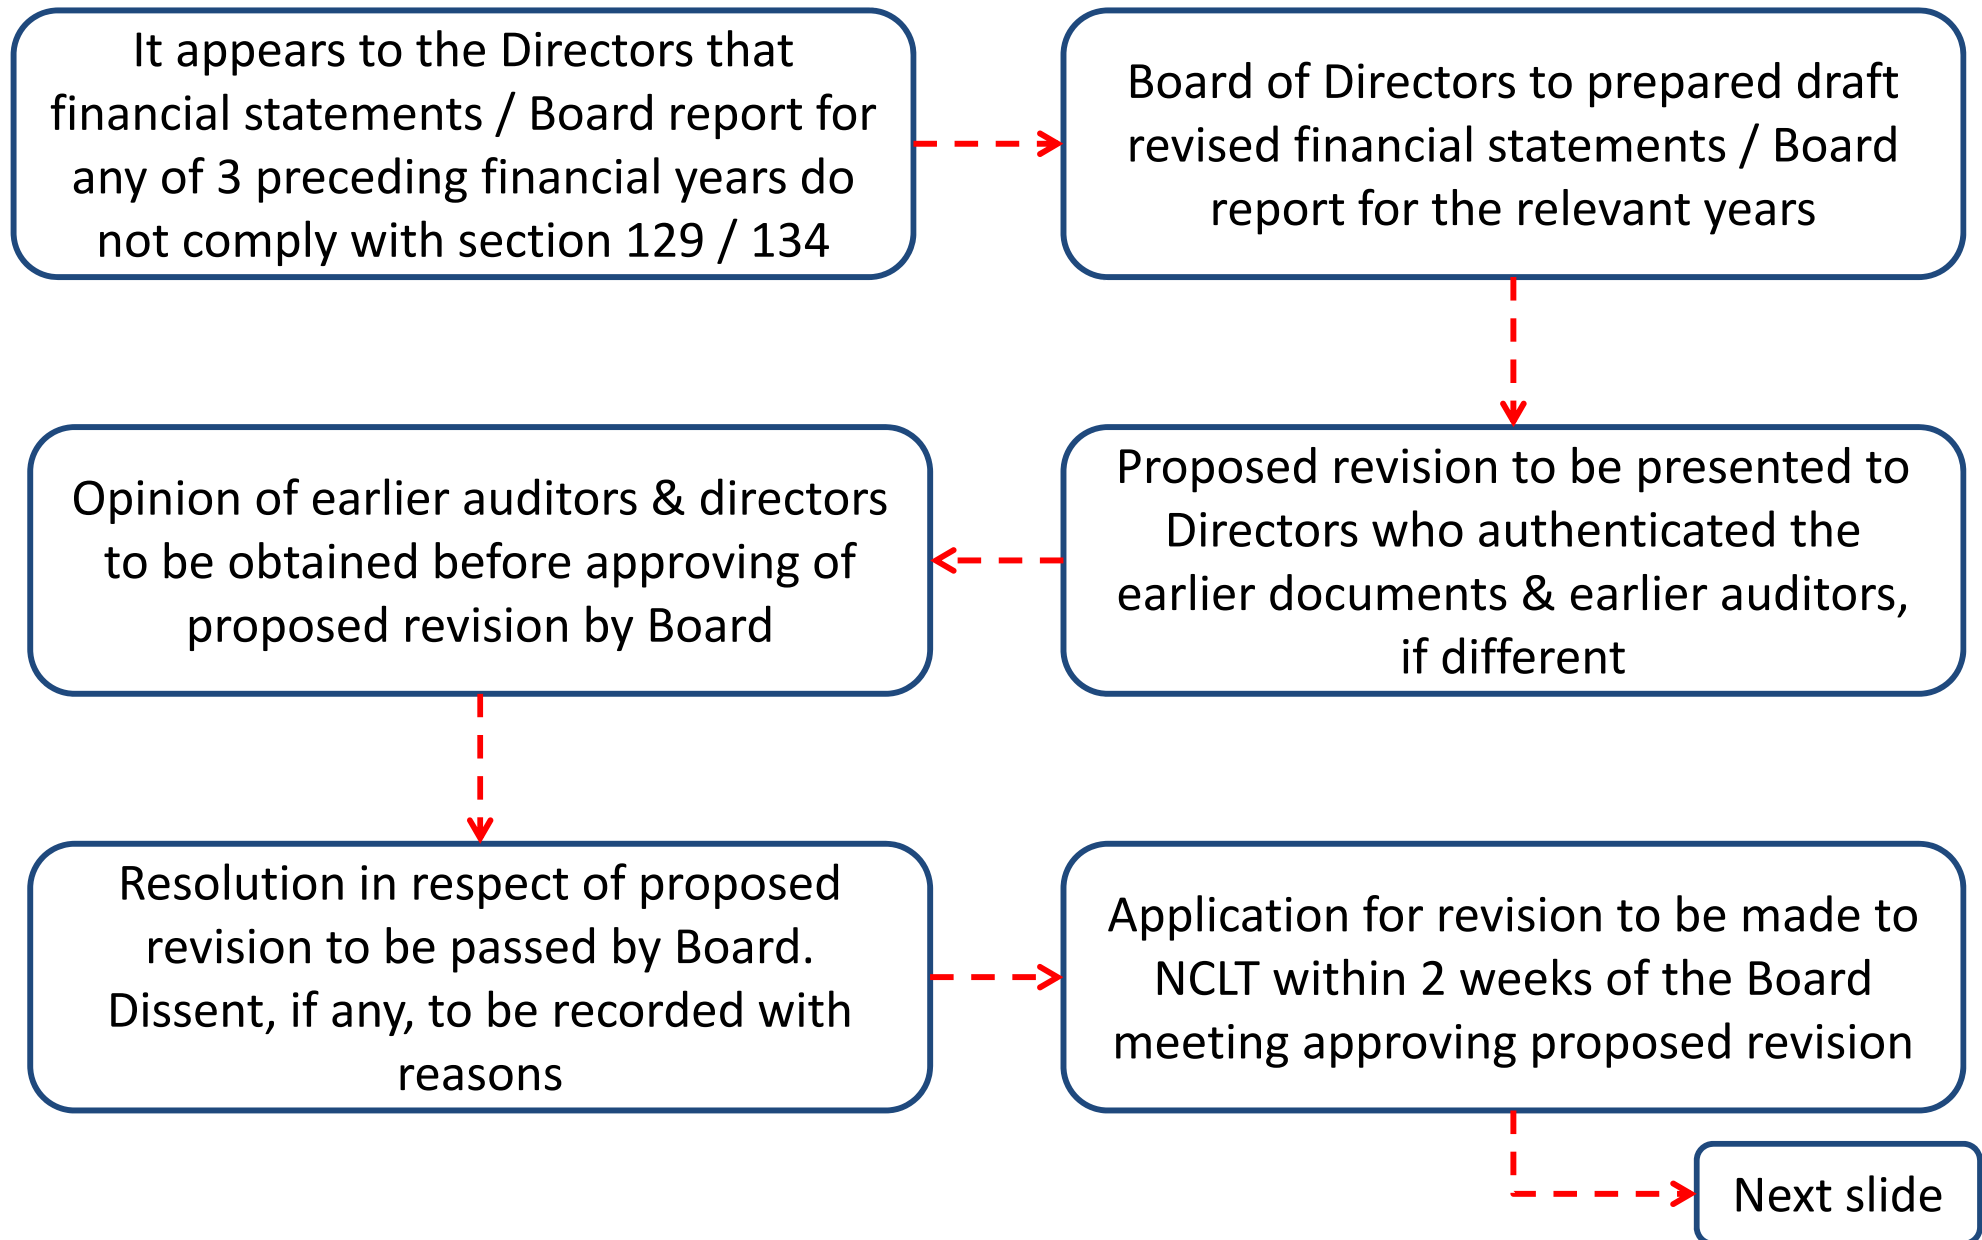 It appears to the Directors that
financial statements / Board report for
any of 3 preceding financial years do
not comply with section 129 / 134
Board of Directors to prepared draft
revised financial statements / Board
report for the relevant years
Proposed revision to be presented to
Directors who authenticated the
earlier documents & earlier auditors,
if different
Opinion of earlier auditors & directors
to be obtained before approving of
proposed revision by Board
Resolution in respect of proposed
revision to be passed by Board.
Dissent, if any, to be recorded with
reasons
Application for revision to be made to
NCLT within 2 weeks of the Board
meeting approving proposed revision
Next slide